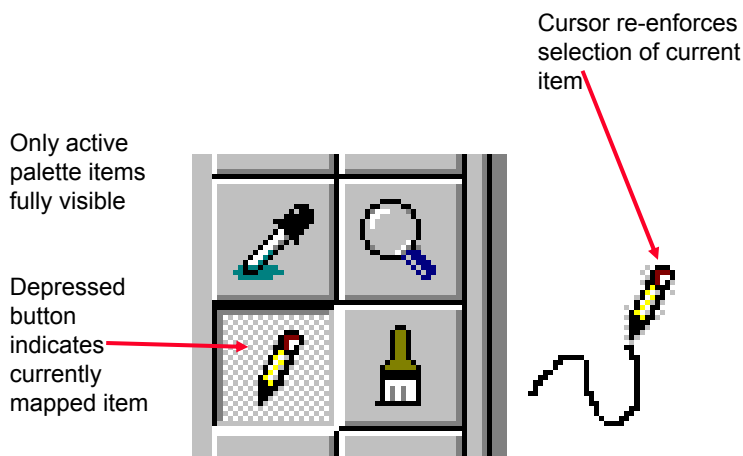 Cursor re-enforces
selection of current
item
Only active
palette items
fully visible
Depressed
button
indicates
currently
mapped item